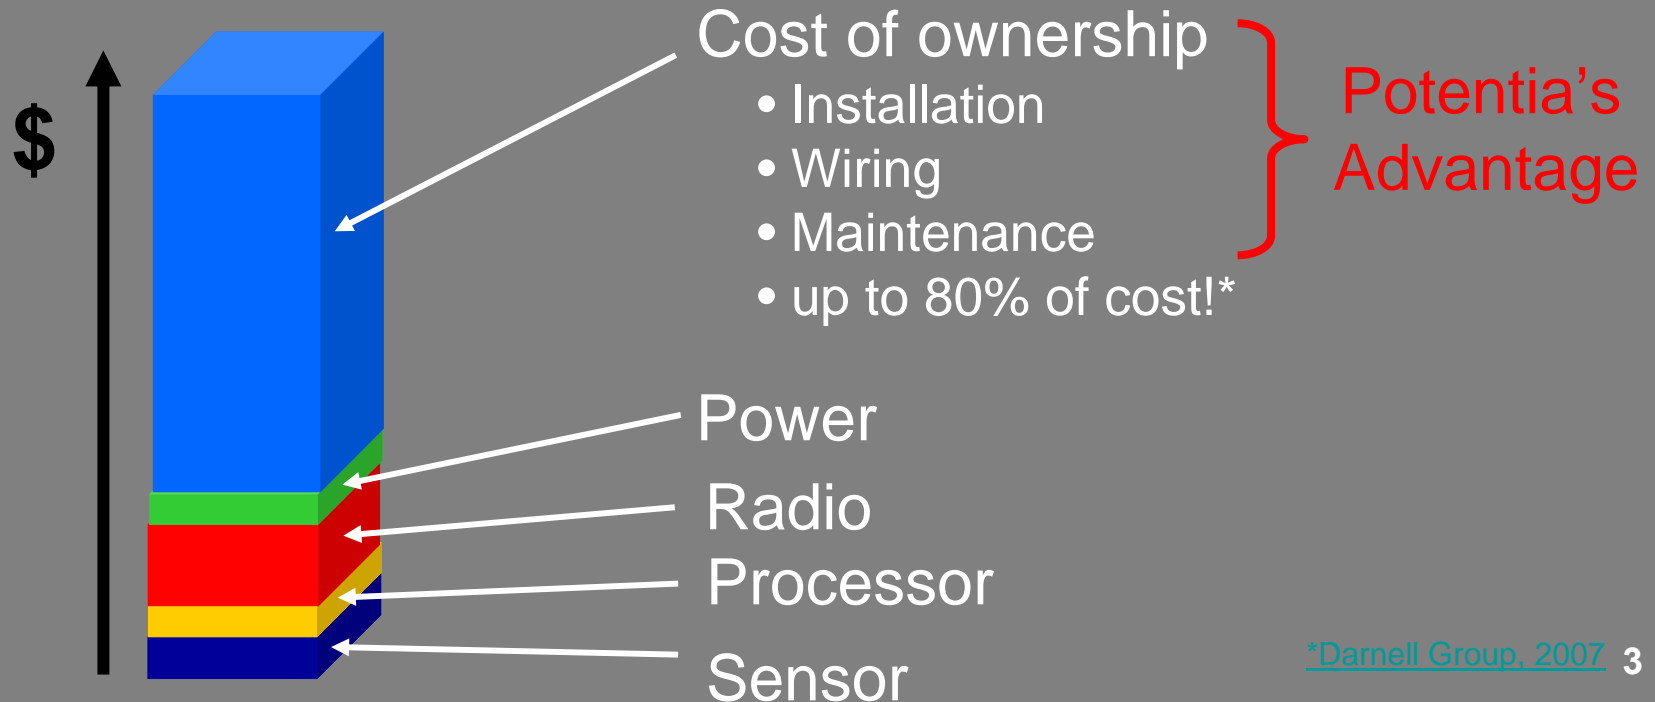 $
Cost of ownership
• Installation
• Wiring
• Maintenance
• up to 80% of cost!*
Potentia's
Advantage
Power
Radio
Processor
Sensor
*Darnell Group, 2007 3